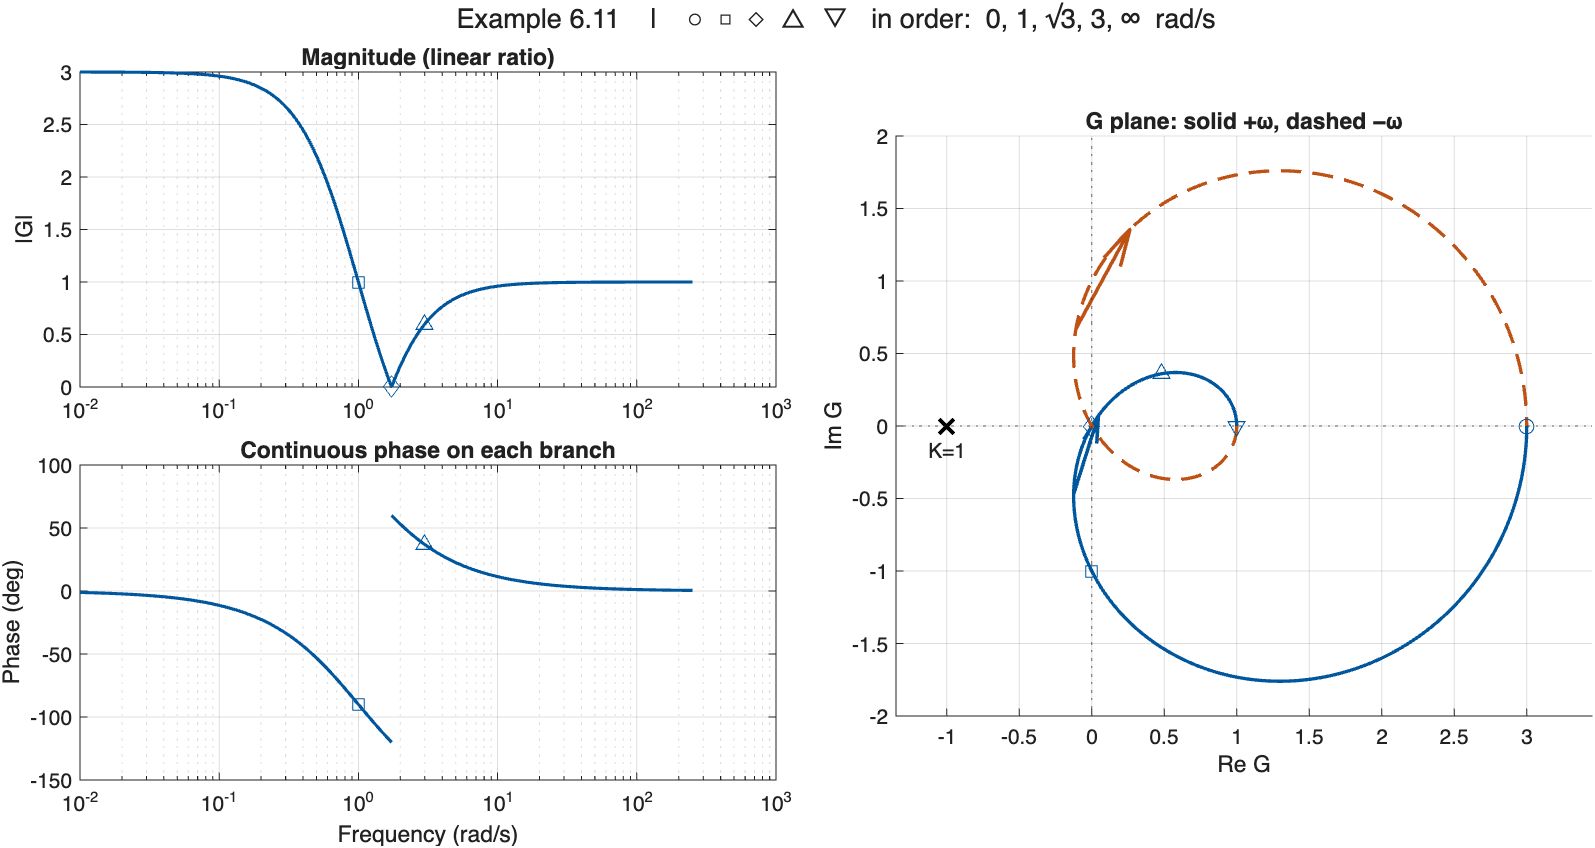 Example 6.11 | ○ □ ◇ △ ▽ in order: 0, 1, √3, 3, ∞ rad/s
Magnitude (linear ratio)
|G|
3
2.5
2
1.5
1
0.5
0
10-2 10-1 100 101 102 103
Continuous phase on each branch
Phase (deg)
100
50
0
-50
-100
-150
10-2 10-1 100 101 102 103
Frequency (rad/s)
G plane: solid +ω, dashed −ω
Im G
2
1.5
1
0.5
0
-0.5
-1
-1.5
-2
K=1
-1 -0.5 0 0.5 1 1.5 2 2.5 3
Re G